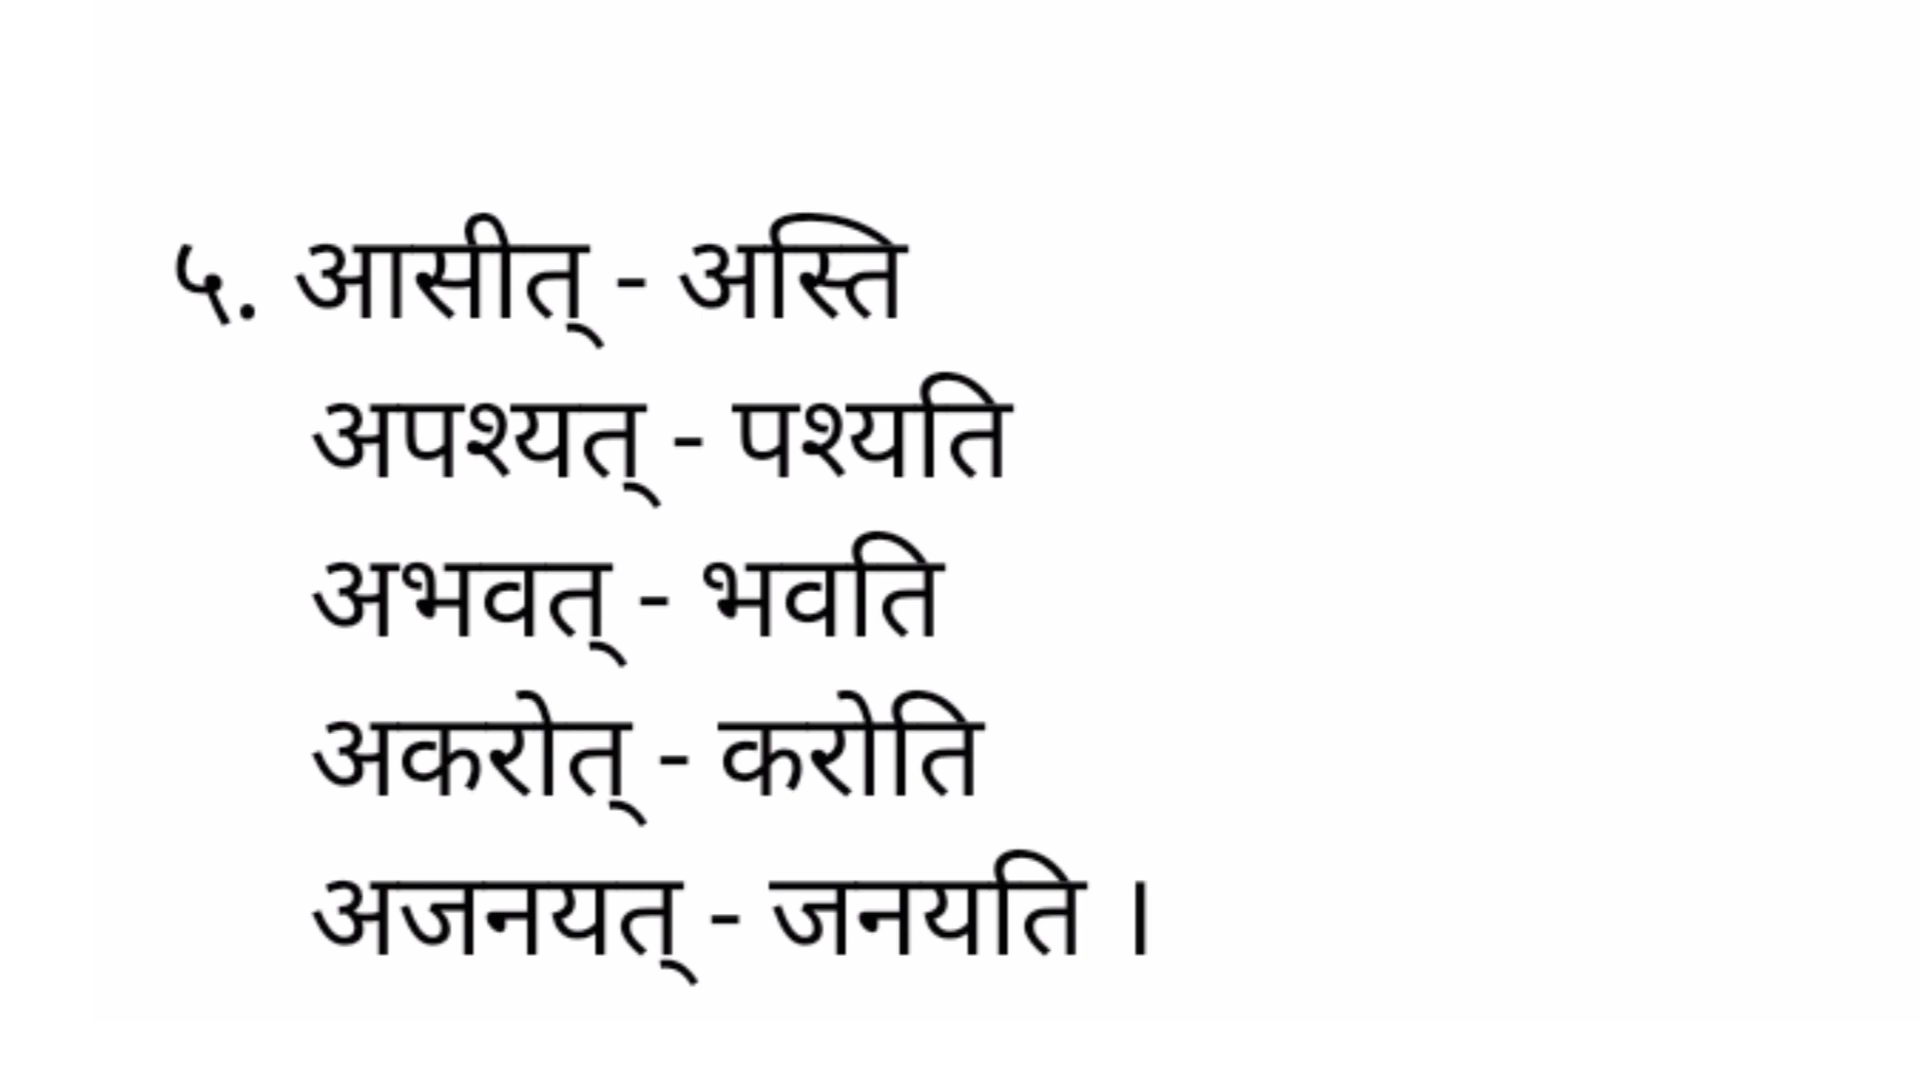 ५. आसीत् - अस्ति
अपश्यत् - पश्यति
अभवत् - भवति
अकरोत् - करोति
अजनयत् - जनयति ।